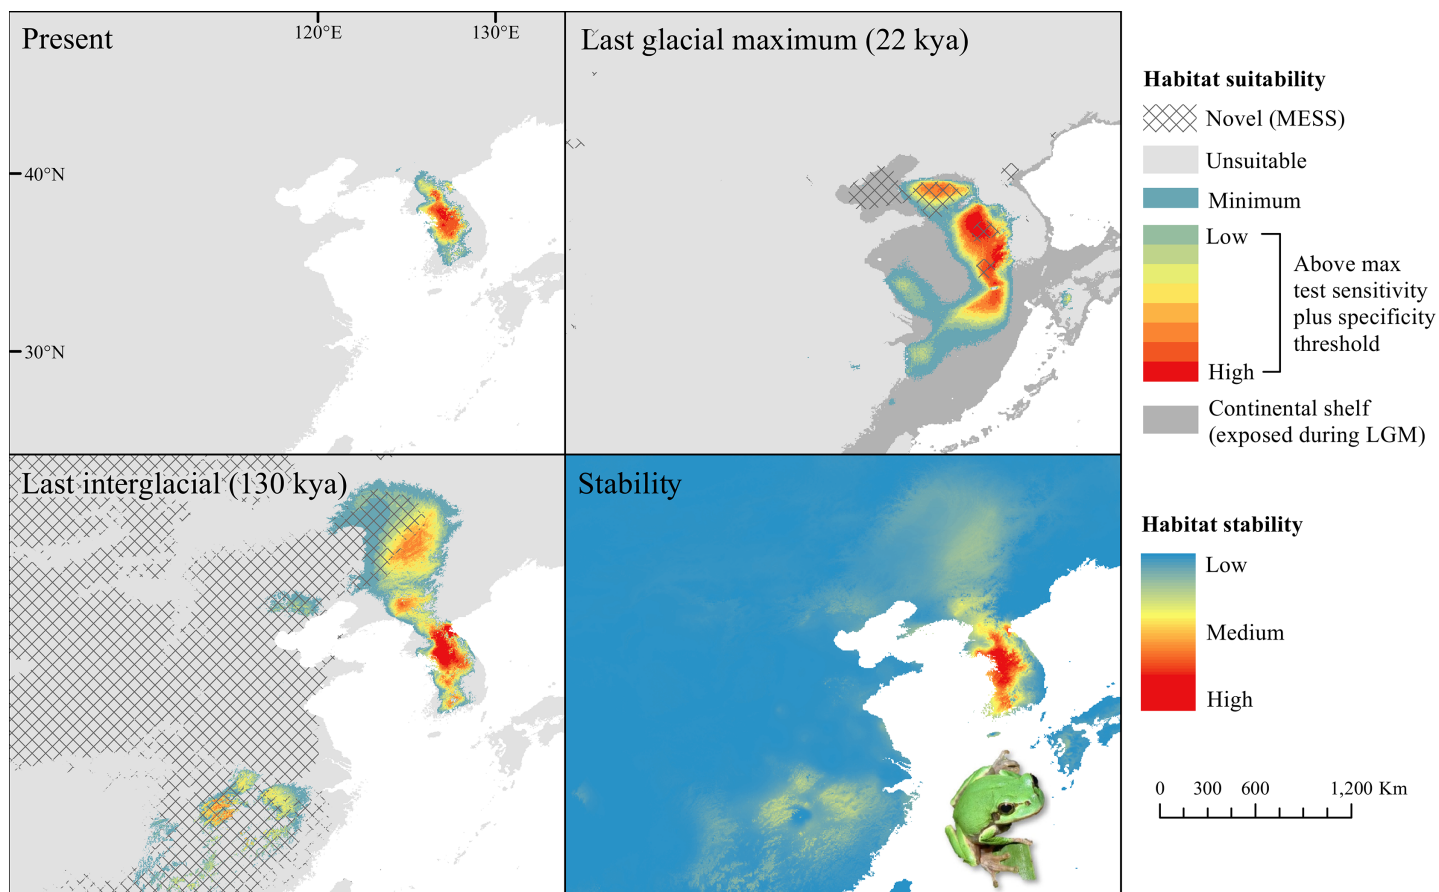 Present
120°E
130°E
40°N
30°N
Last glacial maximum (22 kya)
Last interglacial (130 kya)
Stability
Habitat suitability
Novel (MESS)
Unsuitable
Minimum
Low
High
Above max
test sensitivity
plus specificity
threshold
Continental shelf
(exposed during LGM)
Habitat stability
Low
Medium
High
0 300 600 1,200 Km